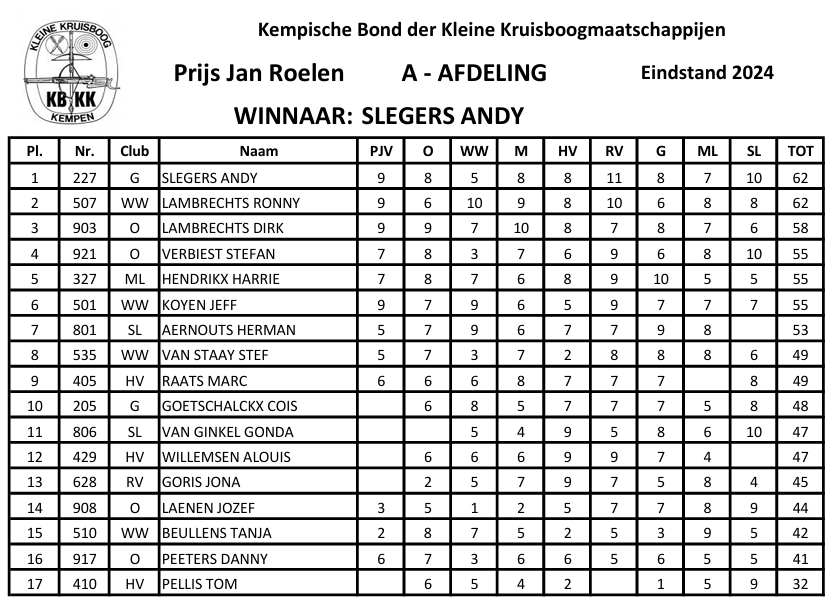 KLEINE KRUISBOOG
KBKK
KEMPEN
Kempische Bond der Kleine Kruisboogmaatschappijen
Prijs Jan Roelen A - AFDELING Eindstand 2024
WINNAAR: SLEGERS ANDY
Pl. Nr. Club Naam PJV O WW M HV RV G ML SL TOT
1 227 G SLEGERS ANDY 9 8 5 8 8 11 8 7 10 62
2 507 WW LAMBRECHTS RONNY 9 6 10 9 8 10 6 8 8 62
3 903 O LAMBRECHTS DIRK 9 9 7 10 8 7 8 7 6 58
4 921 O VERBIEST STEFAN 7 8 3 7 6 9 6 8 10 55
5 327 ML HENDRIKX HARRIE 7 8 7 6 8 9 10 5 5 55
6 501 WW KOYEN JEFF 9 7 9 6 5 9 7 7 7 55
7 801 SL AERNOUTS HERMAN 5 7 9 6 7 7 9 8 53
8 535 WW VAN STAAY STEF 5 7 3 7 2 8 8 8 6 49
9 405 HV RAATS MARC 6 6 6 8 7 7 7 8 49
10 205 G GOETSCHALCKX COIS 6 8 5 7 7 7 5 8 48
11 806 SL VAN GINKEL GONDA 5 4 9 5 8 6 10 47
12 429 HV WILLEMSEN ALOUIS 6 6 6 9 9 7 4 47
13 628 RV GORIS JONA 2 5 7 9 7 5 8 4 45
14 908 O LAENEN JOZEF 3 5 1 2 5 7 7 8 9 44
15 510 WW BEULLENS TANJA 2 8 7 5 2 5 3 9 5 42
16 917 O PEETERS DANNY 6 7 3 6 6 5 6 5 5 41
17 410 HV PELLIS TOM 6 5 4 2 1 5 9 32